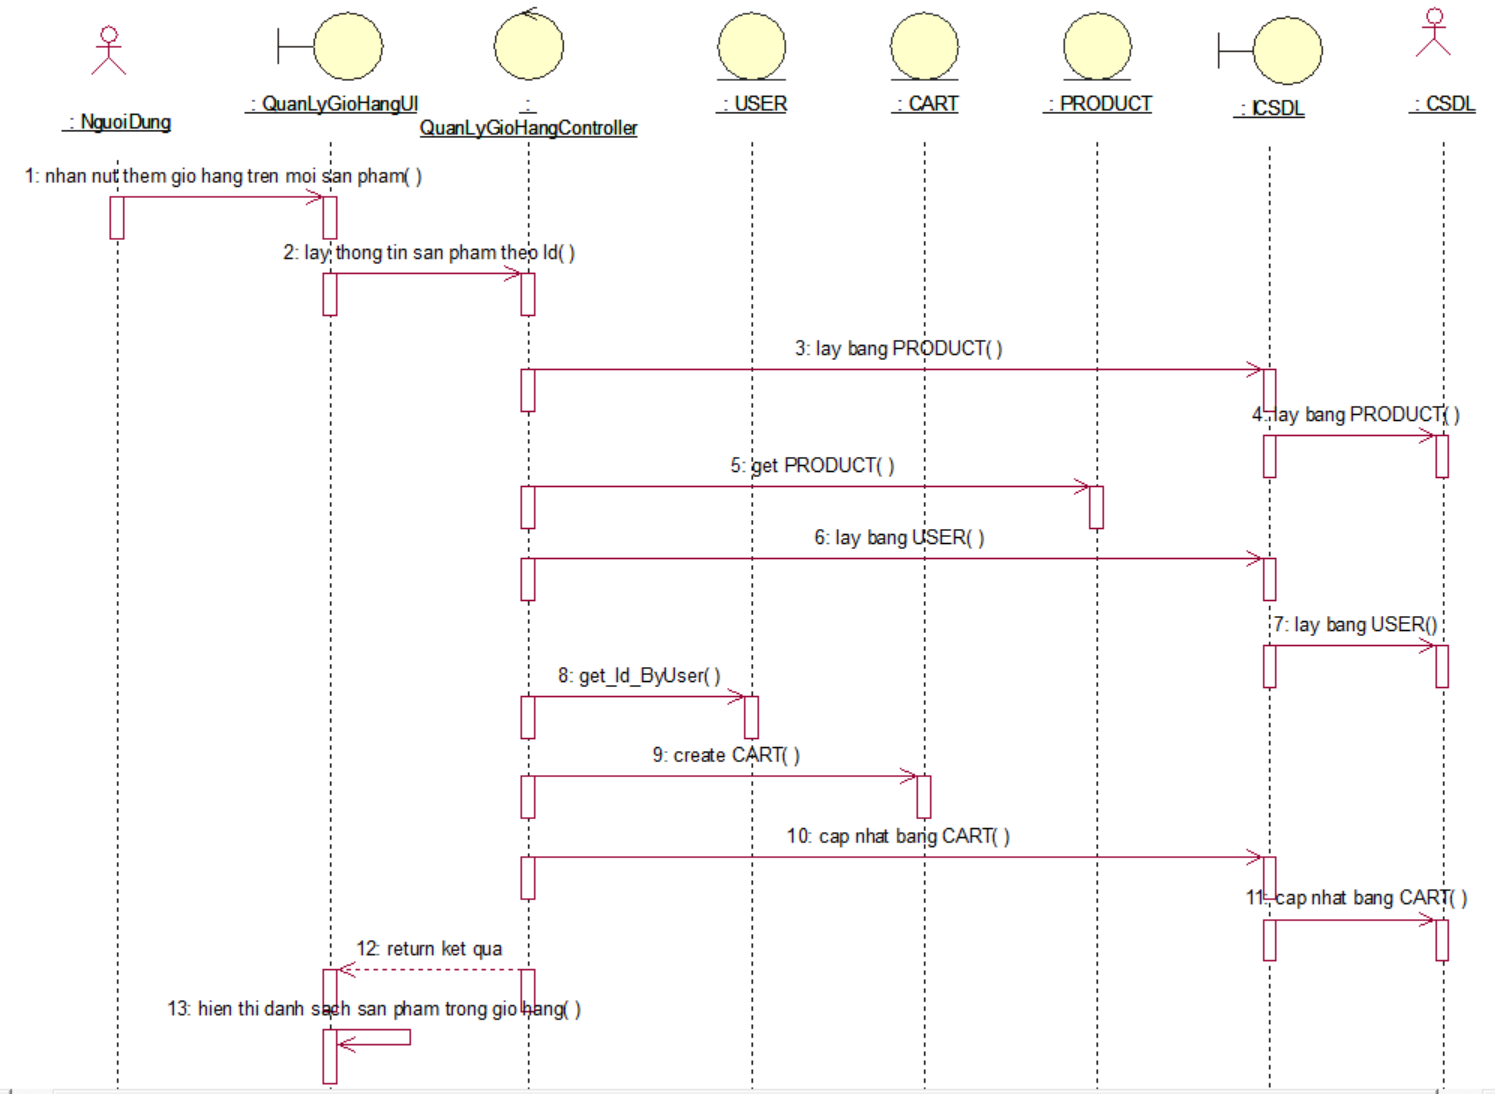 : NguoiDung
: QuanLyGioHangUI
:
QuanLyGioHangController
: USER
: CART
: PRODUCT
: ICSDL
: CSDL
1: nhan nut them gio hang tren moi san pham( )
2: lay thong tin san pham theo Id( )
3: lay bang PRODUCT( )
4: lay bang PRODUCT( )
5: get PRODUCT( )
6: lay bang USER( )
7: lay bang USER()
8: get_Id_ByUser( )
9: create CART( )
10: cap nhat bang CART( )
11: cap nhat bang CART( )
12: return ket qua
13: hien thi danh sach san pham trong gio hang( )